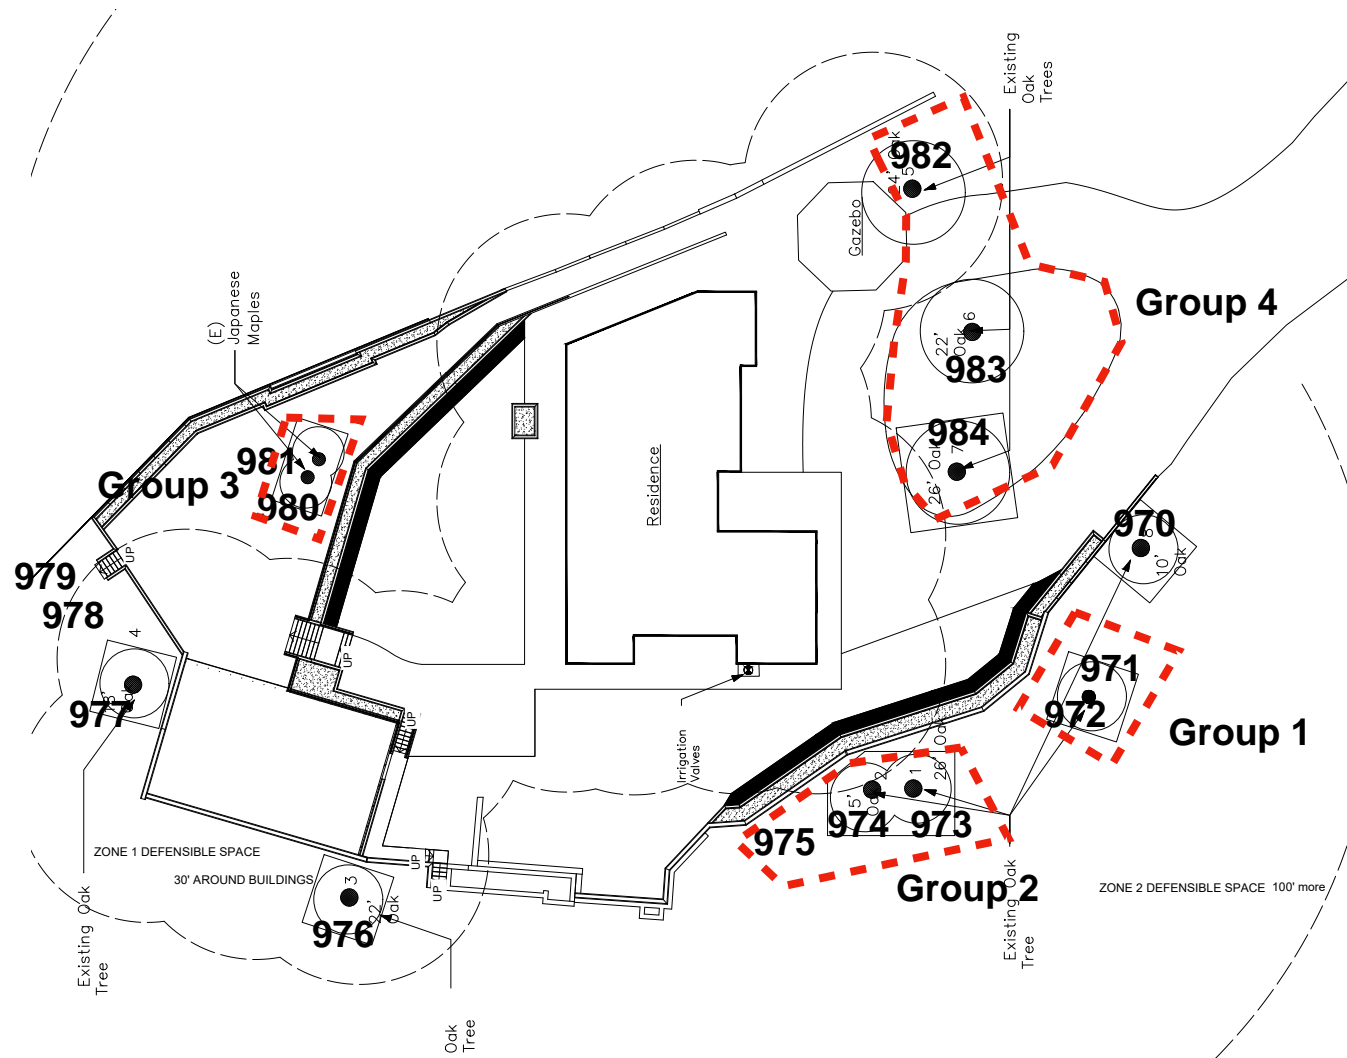 Existing
Oak
Trees
982
24' Oak
5
Gazebo
(E)
Japanese
Maples
Group 4
6
22'
Oak
983
984
7
26' Oak
981
Group 3
980
Residence
970
8
10'
Oak
979
978
UP
4
977
UP
UP
971
972
Group 1
Irrigation
Valves
26'
Oak
1
2
975
974
973
Group 2
ZONE 1 DEFENSIBLE SPACE
30' AROUND BUILDINGS
UP
UP
3
22'
Oak
976
ZONE 2 DEFENSIBLE SPACE 100' more
Existing Oak
Tree
Existing Oak
Tree
Oak
Tree